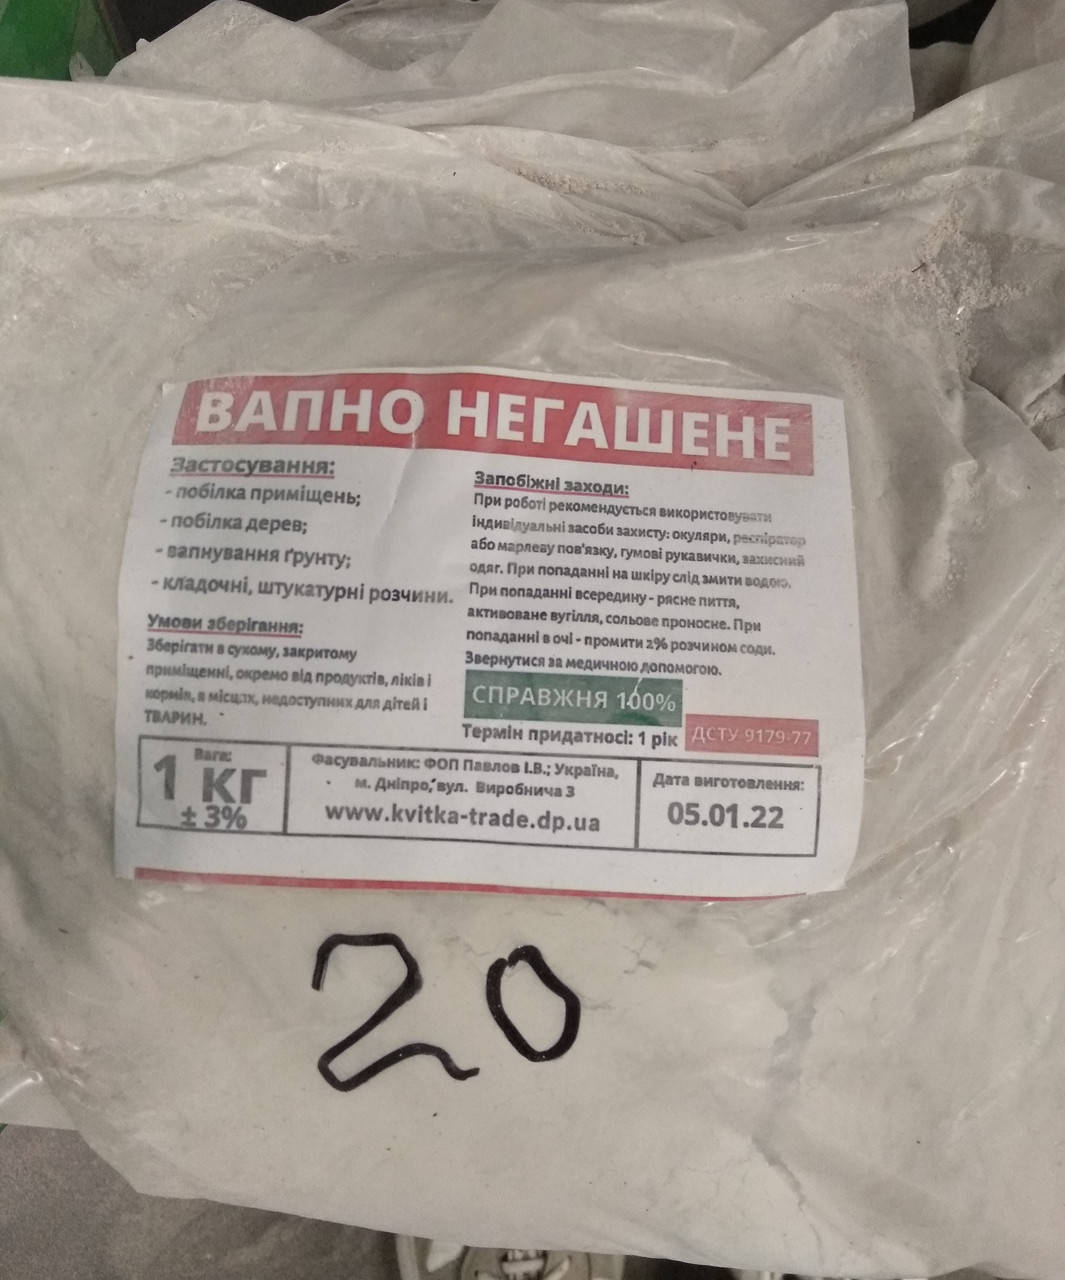 ВАПНО НЕГАШЕНЕ
Застосування:
- побілка приміщень;
- побілка дерев;
- вапнування ґрунту;
- кладочні, штукатурні розчини.
Умови зберігання:
Зберігати в сухому, закритому
приміщенні, окремо від продуктів, ліків і
кормів, в місцях, недоступних для дітей і
ТВАРИН.
Запобіжні заходи:
При роботі рекомендується використовувати
індивідуальні засоби захисту: окуляри, респіратор
або марлеву пов'язку, гумові рукавички, захисний
одяг. При попаданні на шкіру слід змити водою.
При попаданні всередину - рясне пиття,
активоване вугілля, сольове проносне. При
попаданні в очі - промити 2% розчином соди.
Звернутися за медичною допомогою.
СПРАВЖНЯ 100%
Термін придатносі: 1 рік
ДСТУ 9179-77
Вага:
1 КГ
± 3%
Фасувальник: ФОП Павлов І.В.; Україна,
м. Дніпро, вул. Виробнича 3
www.kvitka-trade.dp.ua
Дата виготовлення:
05.01.22
20